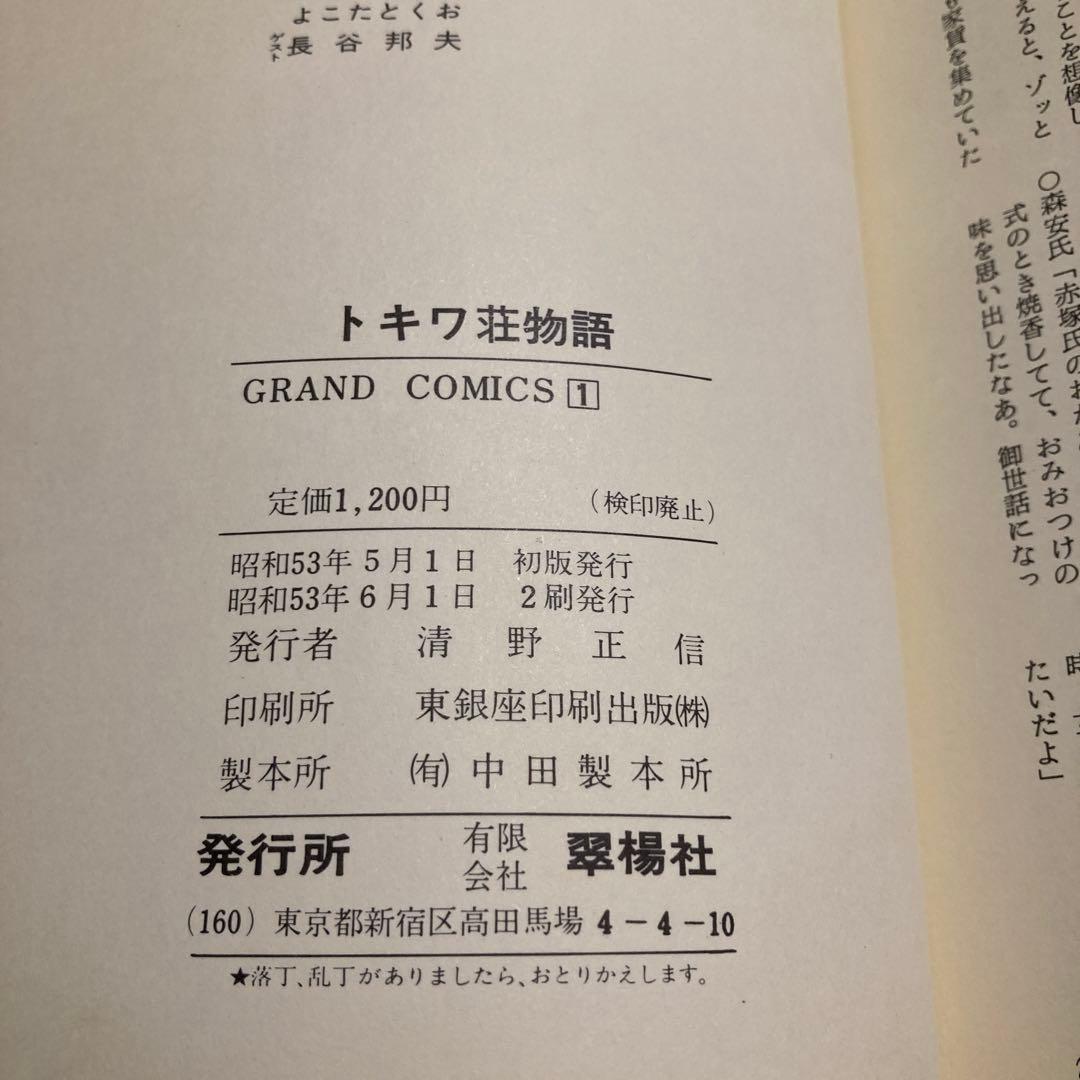 よこたとくお
ゲスト 長谷邦夫
トキワ荘物語
GRAND COMICS 1
定価1,200円 (検印廃止)
昭和53年5月1日 初版発行
昭和53年6月1日 2刷発行
発行者 清野正信
印刷所 東銀座印刷出版㈱
製本所 ㈲中田製本所
発行所 有限会社 翠楊社
(160) 東京都新宿区高田馬場 4-4-10
★落丁、乱丁がありましたら、おとりかえします。
ことを想像し
えると、ゾッと
家賃を集めていた
○森安氏「赤塚氏のお
式のとき焼香してて、おみおつけの
味を思い出したなあ。御世話になっ
たいだよ」